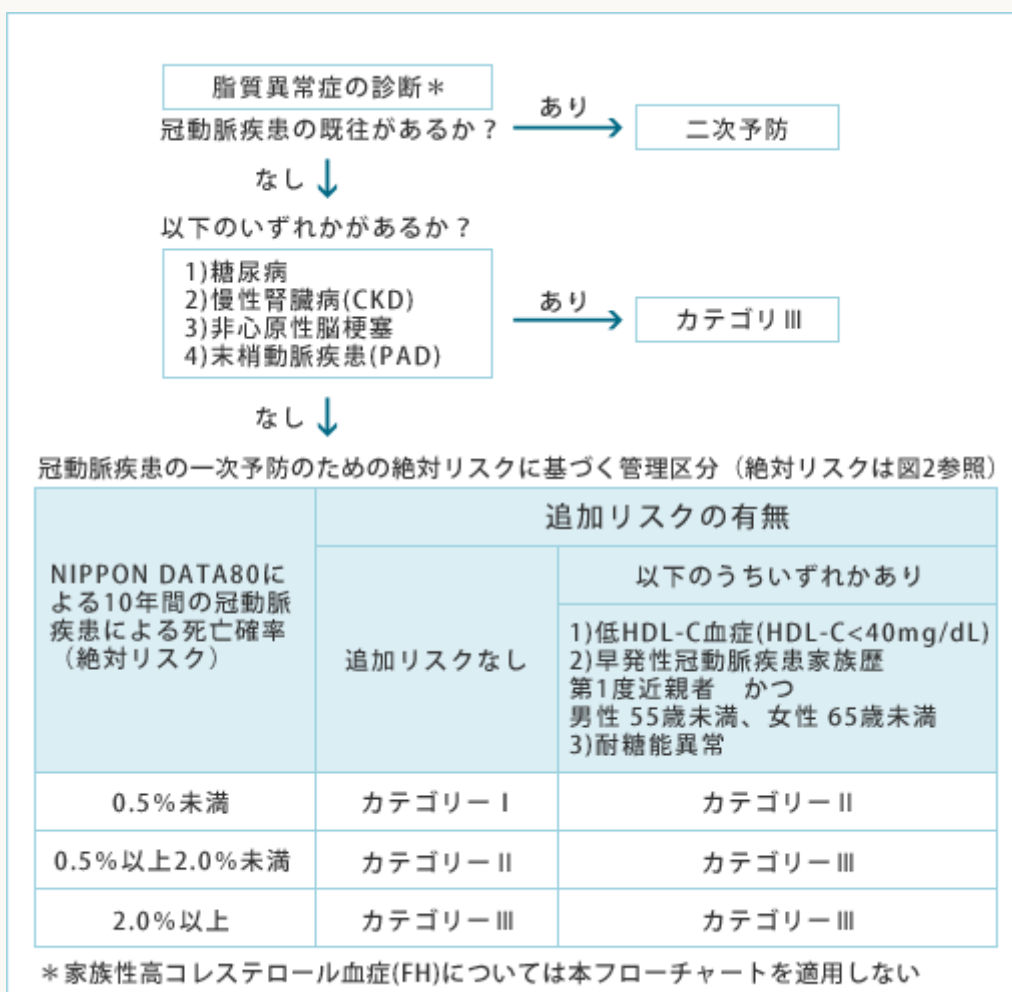 脂質異常症の診断＊
冠動脈疾患の既往があるか？
あり
二次予防
なし
以下のいずれかがあるか？
1)糖尿病
2)慢性腎臓病(CKD)
3)非心原性脳梗塞
4)末梢動脈疾患(PAD)
あり
カテゴリⅢ
なし
冠動脈疾患の一次予防のための絶対リスクに基づく管理区分（絶対リスクは図2参照）
NIPPON DATA80に
よる10年間の冠動脈
疾患による死亡確率
（絶対リスク）
追加リスクの有無
追加リスクなし
以下のうちいずれかあり
1)低HDL-C血症(HDL-C<40mg/dL)
2)早発性冠動脈疾患家族歴
第1度近親者　かつ
男性 55歳未満、女性 65歳未満
3)耐糖能異常
0.5%未満 カテゴリーⅠ カテゴリーⅡ
0.5%以上2.0%未満 カテゴリーⅡ カテゴリーⅢ
2.0%以上 カテゴリーⅢ カテゴリーⅢ
＊家族性高コレステロール血症(FH)については本フローチャートを適用しない